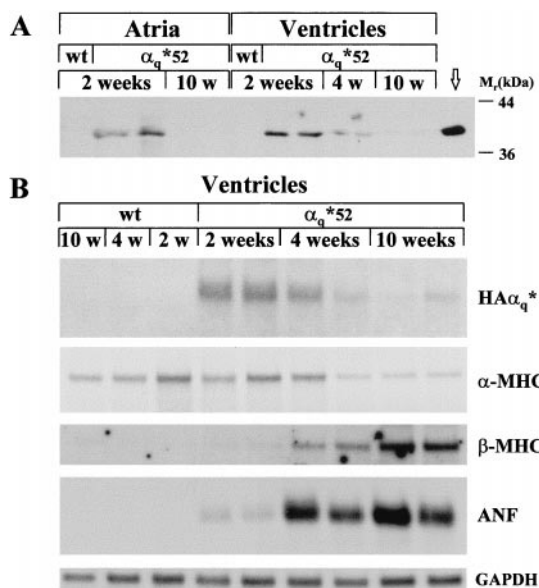 A
Atria Ventricles
wt αq*52 wt αq*52
2 weeks 10 w 2 weeks 4 w 10 w Mr(kDa)
44
36
B
Ventricles
wt αq*52
10 w 4 w 2 w 2 weeks 4 weeks 10 weeks
HAαq*
α-MHC
β-MHC
ANF
GAPDH